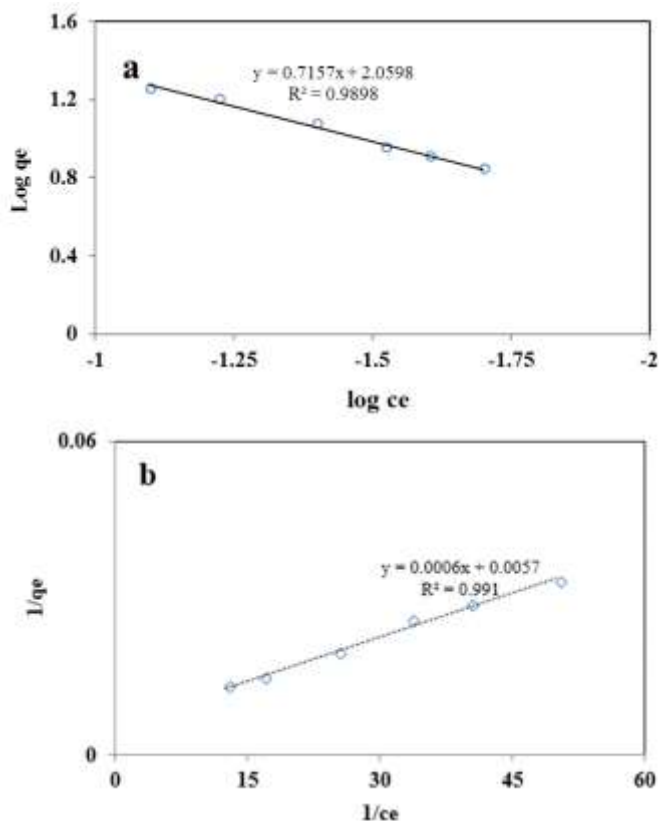 1.6
a
y = 0.7157x + 2.0598
R² = 0.9898
1.2
Log qe
0.8
0.4
0
-1
-1.25
-1.5
-1.75
-2
log ce
0.06
b
y = 0.0006x + 0.0057
R² = 0.991
1/qe
0
0
15
30
45
60
1/ce